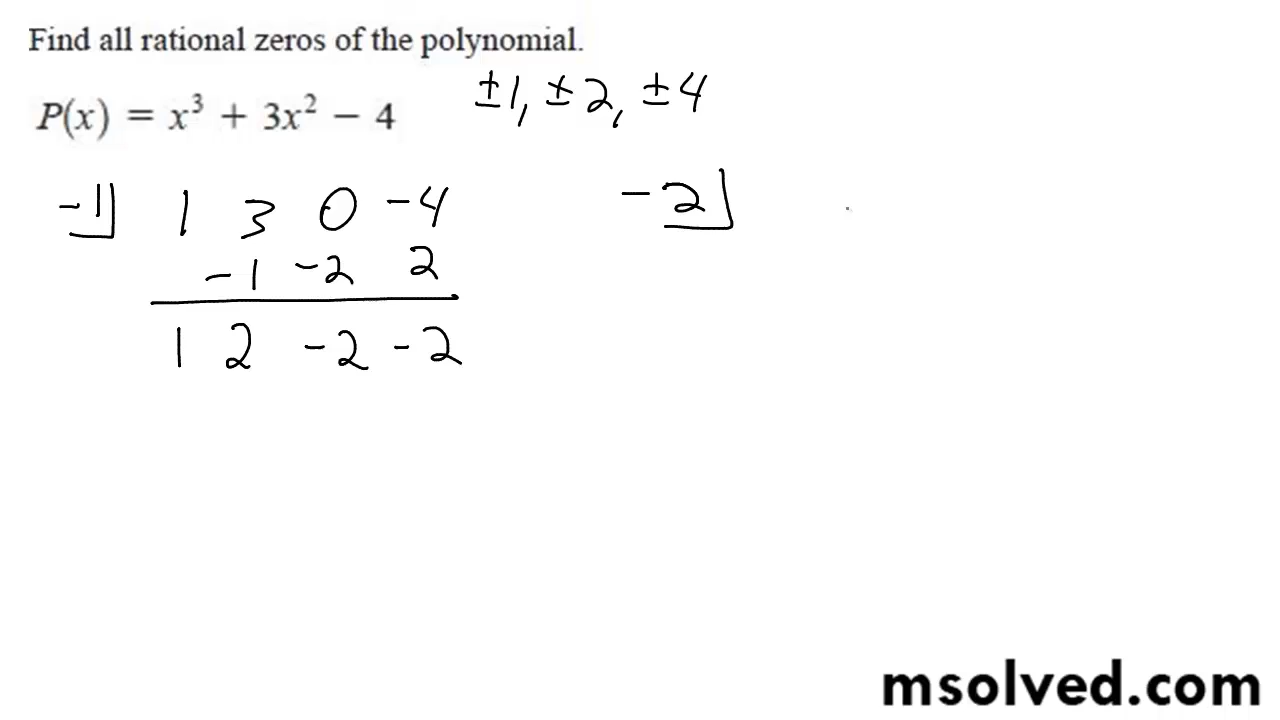 Find all rational zeros of the polynomial.
±1, ±2, ±4
P(x) = x³ + 3x² − 4
-1⌋ 1 3 0 -4
-2⌋
-1 -2 2
1 2 -2 -2
msolved.com